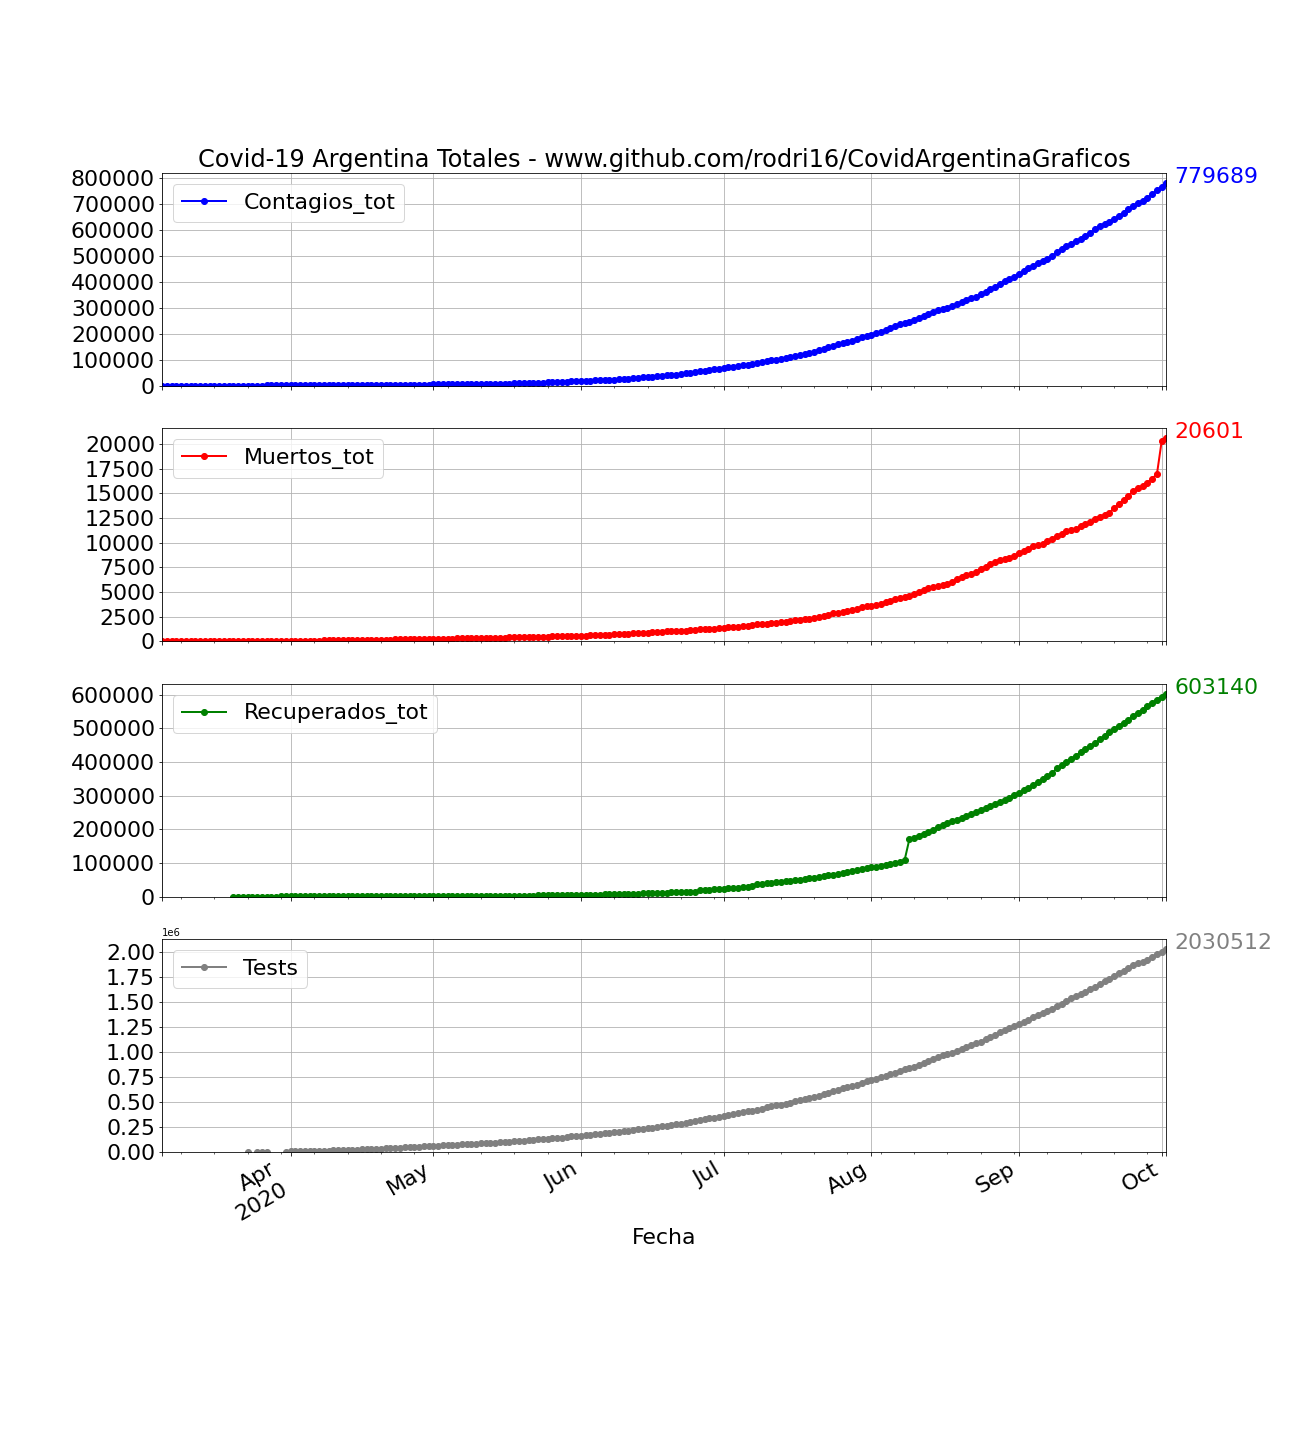 Covid-19 Argentina Totales - www.github.com/rodri16/CovidArgentinaGraficos
800000
700000
600000
500000
400000
300000
200000
100000
0
Contagios_tot
779689
20000
17500
15000
12500
10000
7500
5000
2500
0
Muertos_tot
20601
600000
500000
400000
300000
200000
100000
0
Recuperados_tot
603140
1e6
2.00
1.75
1.50
1.25
1.00
0.75
0.50
0.25
0.00
Tests
2030512
Apr
2020
May
Jun
Jul
Aug
Sep
Oct
Fecha